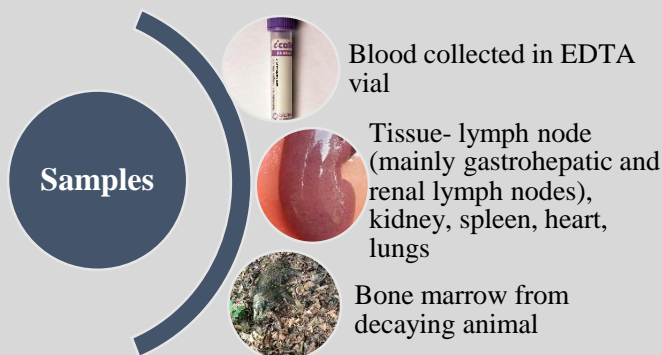 Samples
Blood collected in EDTA
vial
Tissue- lymph node
(mainly gastrohepatic and
renal lymph nodes),
kidney, spleen, heart,
lungs
Bone marrow from
decaying animal